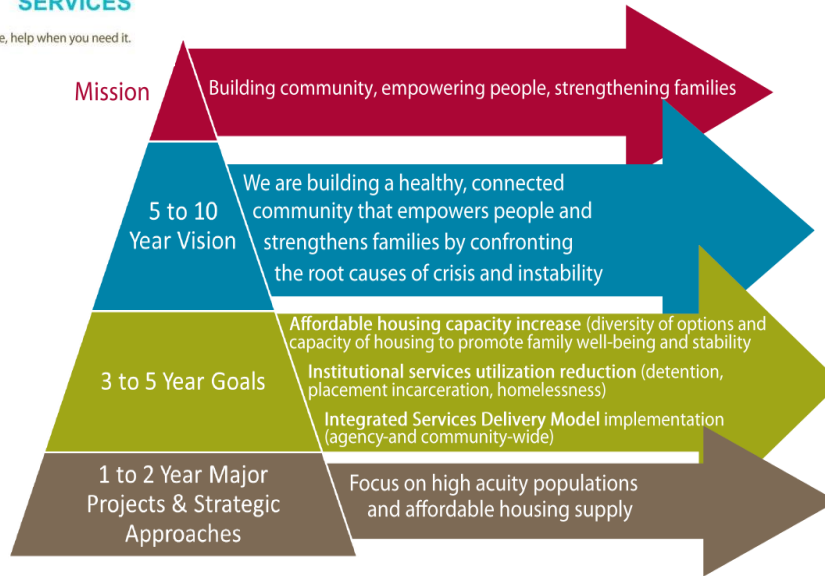 SERVICES
help when you need it.
Mission
Building community, empowering people, strengthening families
5 to 10
Year Vision
We are building a healthy, connected
community that empowers people and
strengthens families by confronting
the root causes of crisis and instability
3 to 5 Year Goals
Affordable housing capacity increase (diversity of options and
capacity of housing to promote family well-being and stability
Institutional services utilization reduction (detention,
placement incarceration, homelessness)
Integrated Services Delivery Model implementation
(agency-and community-wide)
1 to 2 Year Major
Projects & Strategic
Approaches
Focus on high acuity populations
and affordable housing supply